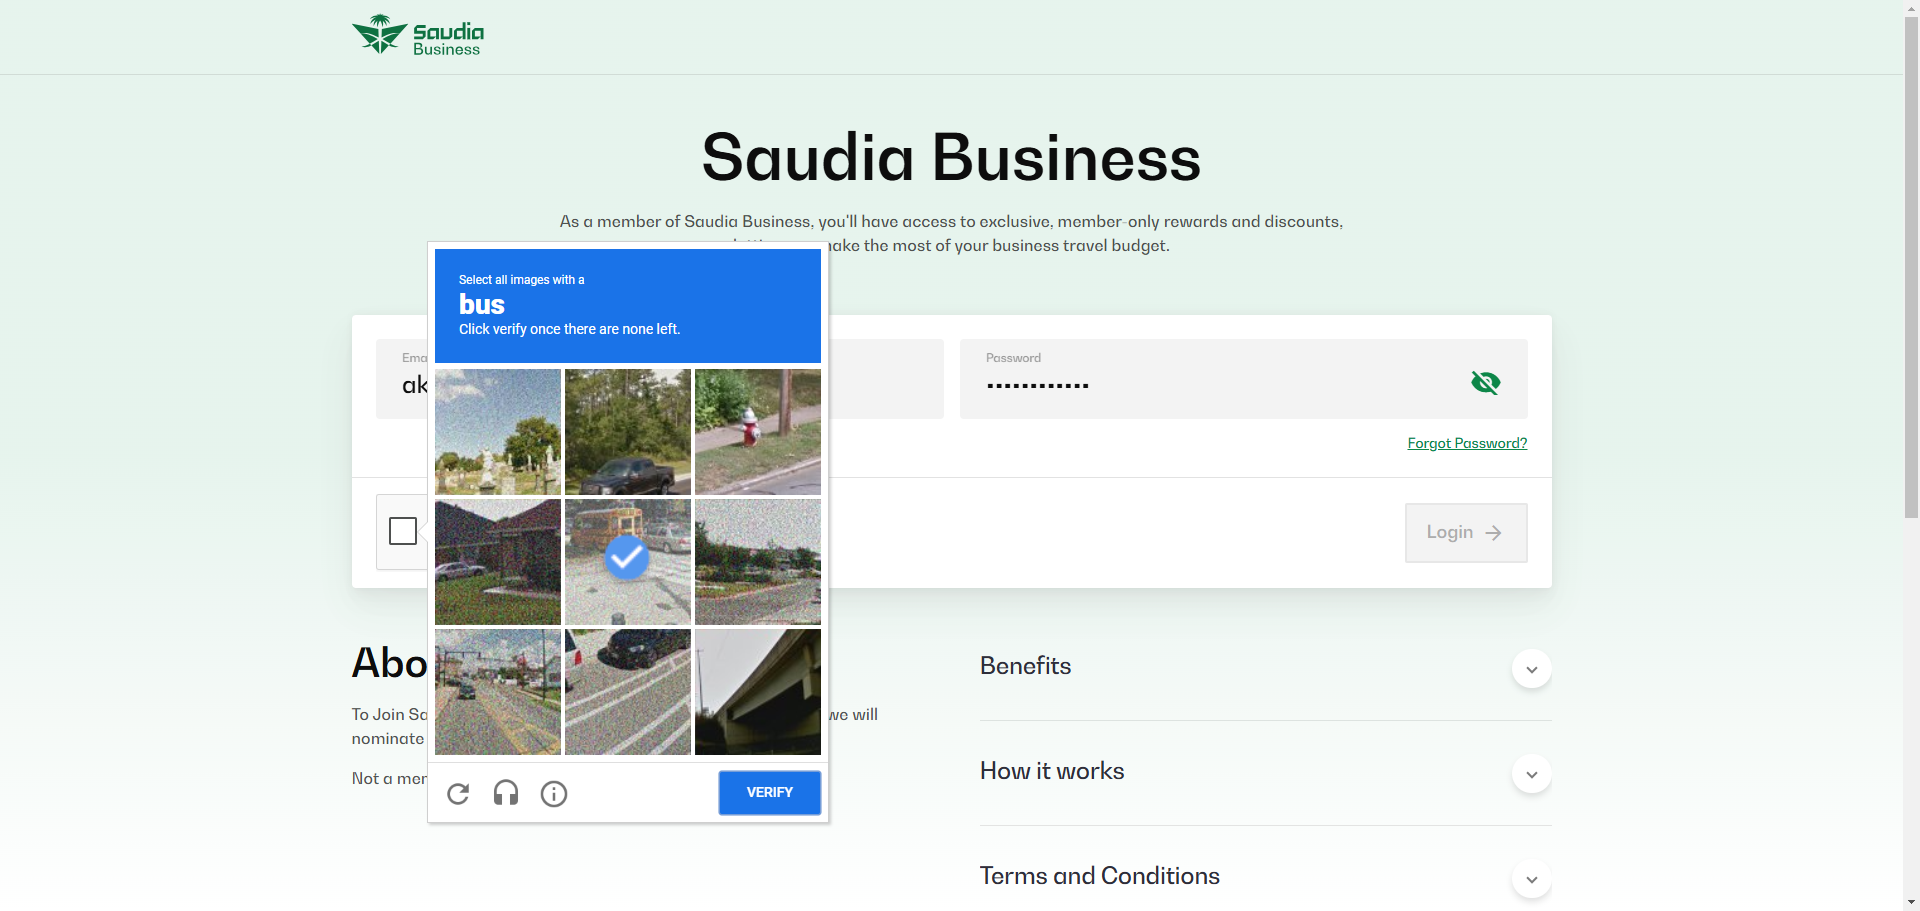 Saudia
Business
Saudia Business
As a member of Saudia Business, you'll have access to exclusive, member-only rewards and discounts,
make the most of your business travel budget.
Select all images with a
bus
Click verify once there are none left.
Ema
ak
Password
Forgot Password?
Login
Abo
To Join Sa
we will
nominate
Not a mer
VERIFY
Benefits
How it works
Terms and Conditions